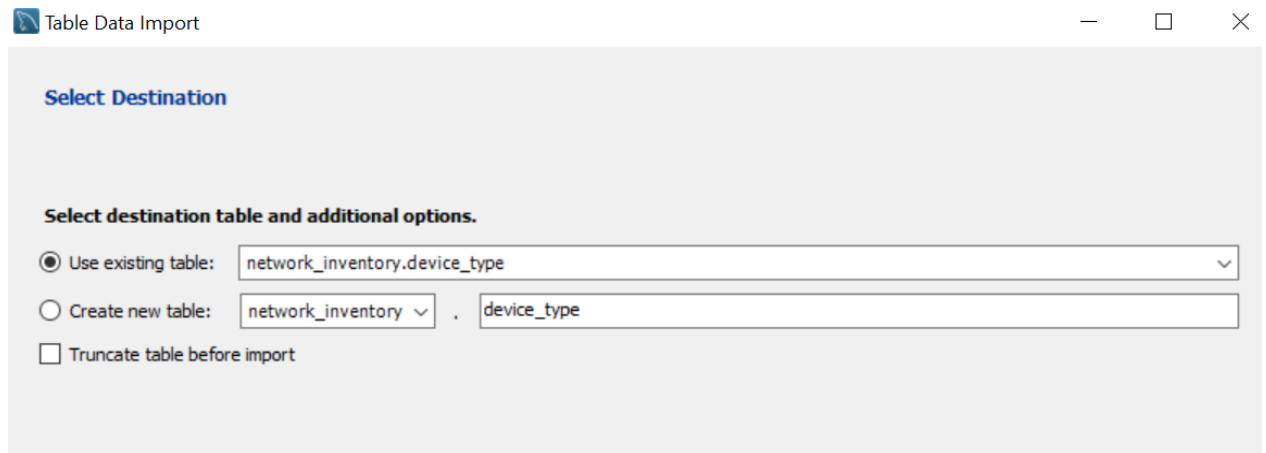 Table Data Import
Select Destination
Select destination table and additional options.
Use existing table: network_inventory.device_type
Create new table: network_inventory . device_type
Truncate table before import